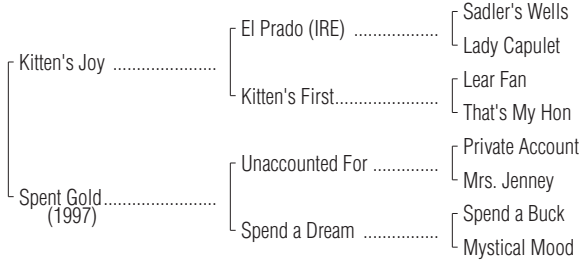 Sadler's Wells
El Prado (IRE) ..................
Lady Capulet
Kitten's Joy ......................
Lear Fan
Kitten's First......................
That's My Hon
Private Account
Unaccounted For ..............
Mrs. Jenney
Spent Gold........................
(1997)
Spend a Buck
Spend a Dream ................
Mystical Mood